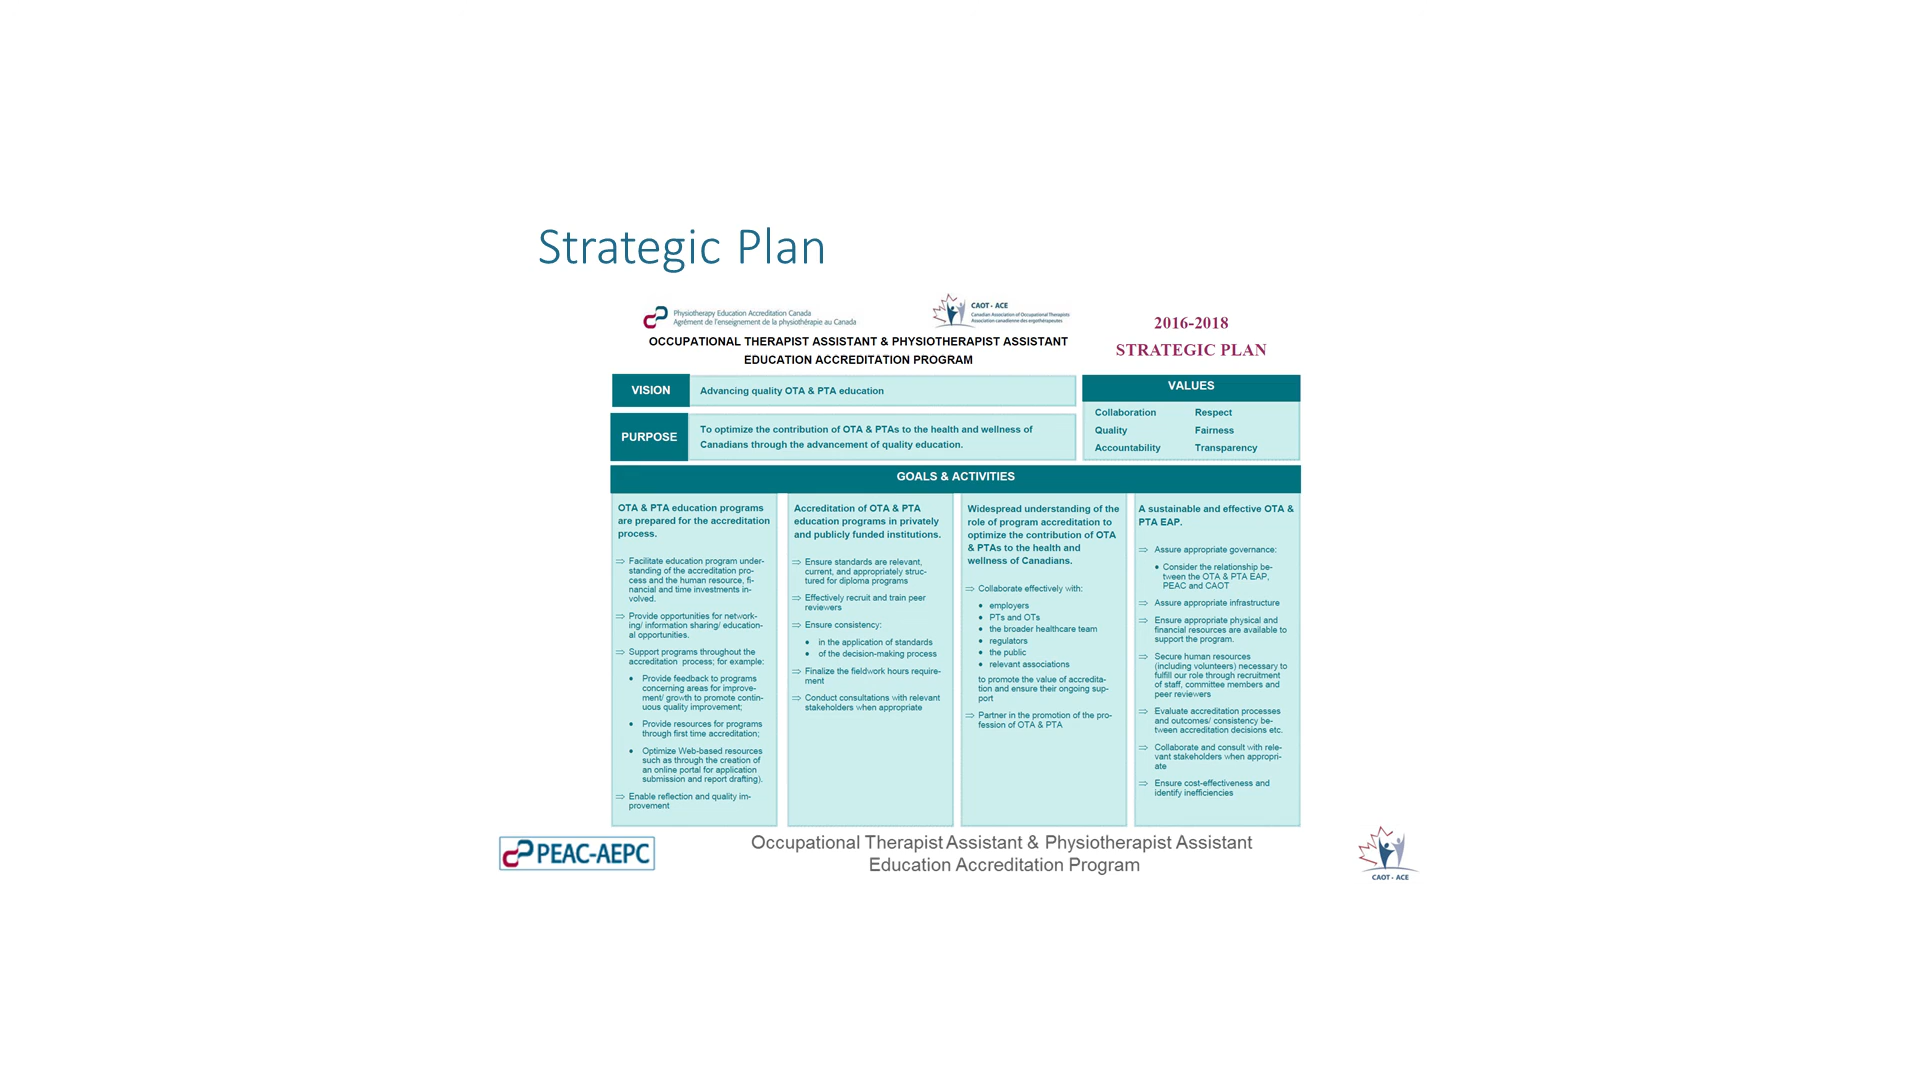 Strategic Plan
Physiotherapy Education Accreditation Canada
Agrément de l'enseignement de la physiothérapie au Canada
CAOT - ACE
Canadian Association of Occupational Therapists
Association canadienne des ergothérapeutes
OCCUPATIONAL THERAPIST ASSISTANT & PHYSIOTHERAPIST ASSISTANT
EDUCATION ACCREDITATION PROGRAM
2016-2018
STRATEGIC PLAN
VISION
Advancing quality OTA & PTA education
PURPOSE
To optimize the contribution of OTA & PTAs to the health and wellness of
Canadians through the advancement of quality education.
VALUES
Collaboration Respect
Quality Fairness
Accountability Transparency
GOALS & ACTIVITIES
OTA & PTA education programs
are prepared for the accreditation
process.
⇒ Facilitate education program under-
standing of the accreditation pro-
cess and the human resource, fi-
nancial and time investments in-
volved.
⇒ Provide opportunities for network-
ing/ information sharing/ education-
al opportunities.
⇒ Support programs throughout the
accreditation process; for example:
• Provide feedback to programs
concerning areas for improve-
ment/ growth to promote contin-
uous quality improvement;
• Provide resources for programs
through first time accreditation;
• Optimize Web-based resources
such as through the creation of
an online portal for application
submission and report drafting).
⇒ Enable reflection and quality im-
provement
Accreditation of OTA & PTA
education programs in privately
and publicly funded institutions.
⇒ Ensure standards are relevant,
current, and appropriately struc-
tured for diploma programs
⇒ Effectively recruit and train peer
reviewers
⇒ Ensure consistency:
• in the application of standards
• of the decision-making process
⇒ Finalize the fieldwork hours require-
ment
⇒ Conduct consultations with relevant
stakeholders when appropriate
Widespread understanding of the
role of program accreditation to
optimize the contribution of OTA
& PTAs to the health and
wellness of Canadians.
⇒ Collaborate effectively with:
• employers
• PTs and OTs
• the broader healthcare team
• regulators
• the public
• relevant associations
to promote the value of accredita-
tion and ensure their ongoing sup-
port
⇒ Partner in the promotion of the pro-
fession of OTA & PTA
A sustainable and effective OTA &
PTA EAP.
⇒ Assure appropriate governance:
• Consider the relationship be-
tween the OTA & PTA EAP,
PEAC and CAOT
⇒ Assure appropriate infrastructure
⇒ Ensure appropriate physical and
financial resources are available to
support the program.
⇒ Secure human resources
(including volunteers) necessary to
fulfill our role through recruitment
of staff, committee members and
peer reviewers
⇒ Evaluate accreditation processes
and outcomes/ consistency be-
tween accreditation decisions etc.
⇒ Collaborate and consult with rele-
vant stakeholders when appropri-
ate
⇒ Ensure cost-effectiveness and
identify inefficiencies
PEAC-AEPC
Occupational Therapist Assistant & Physiotherapist Assistant
Education Accreditation Program
CAOT - ACE